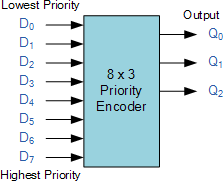 Lowest Priority
Output
D0
D1
D2
D3
D4
D5
D6
D7
8 x 3
Priority
Encoder
Q0
Q1
Q2
Highest Priority